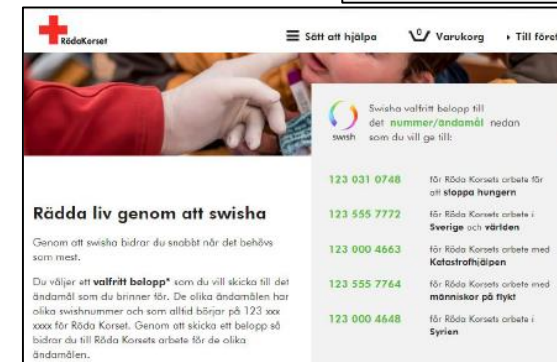 RödaKorset
Sätt att hjälpa
0
Varukorg
Tillföret
Swisha valfritt belopp till
det nummer/ändamål nedan
som du vill ge till:
swish
123 031 0748
för Röda Korsets arbete för
att stoppa hungern
123 555 7772
för Röda Korsets arbete i
Sverige och världen
123 000 4663
för Röda Korsets arbete med
Katastrofhjälpen
123 555 7764
för Röda Korsets arbete med
människor på flykt
123 000 4648
för Röda Korsets arbete i
Syrien
Rädda liv genom att swisha
Genom att swisha bidrar du snabbt når det behövs
som mest.
Du väljer ett valfritt belopp* som du vill skicka till det
ändamål som du brinner för. De olika ändamålen har
olika swishnummer och som alltid börjar på 123 xxx
xxxx för Röda Korset. Genom att skicka ett belopp så
bidrar du till Röda Korsets arbete för de olika
ändamålen.